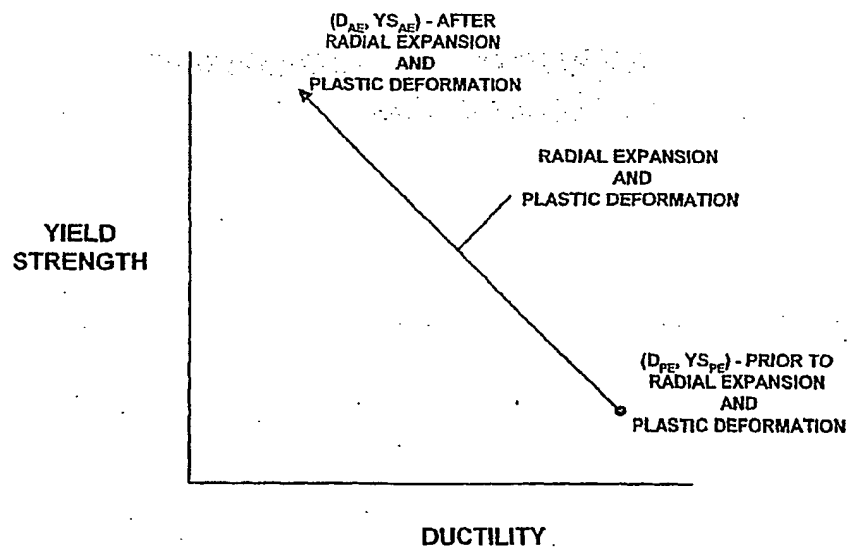 (D_AE, YS_AE) - AFTER
RADIAL EXPANSION
AND
PLASTIC DEFORMATION
RADIAL EXPANSION
AND
PLASTIC DEFORMATION
YIELD
STRENGTH
(D_PE, YS_PE) - PRIOR TO
RADIAL EXPANSION
AND
PLASTIC DEFORMATION
DUCTILITY